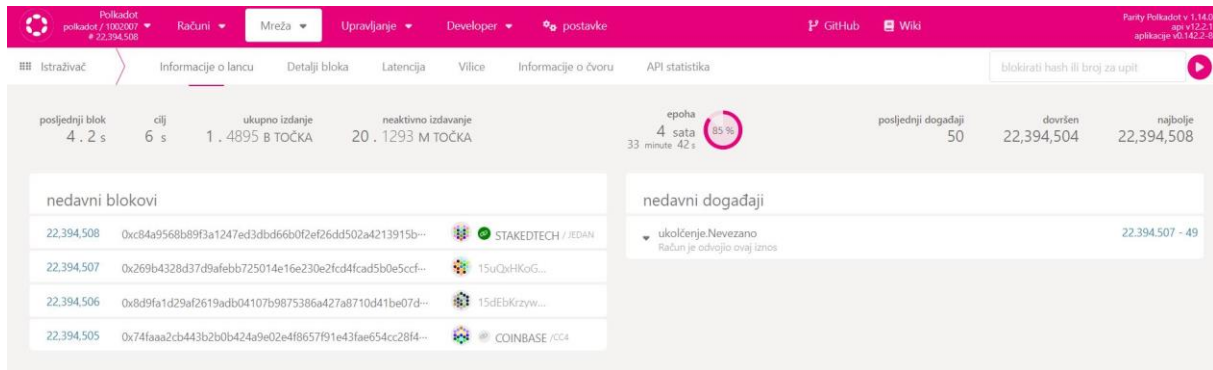 Polkadot
polkadot / 1002007
# 22,394,508
Računi
Mreža
Upravljanje
Developer
postavke
GitHub
Wiki
Parity Polkadot v 1.14.0
api v12.2.1
aplikacije v0.142.2-8
Istraživač
Informacije o lancu
Detalji bloka
Latencija
Vilice
Informacije o čvoru
API statistika
blokirati hash ili broj za upit
posljednji blok
4 . 2 s
cilj
6 s
ukupno izdanje
1 . 4895 B TOČKA
neaktivno izdavanje
20 . 1293 M TOČKA
epoha
4 sata
33 minute 42 s
85 %
posljednji događaji
50
dovršen
22,394,504
najbolje
22,394,508
nedavni blokovi
22,394,508 0xc84a9568b89f3a1247ed3dbd66b0f2ef26dd502a4213915b··· STAKEDTECH / JEDAN
22,394,507 0x269b4328d37d9afebb725014e16e230e2fcd4fcad5b0e5ccf··· 15uQxHKoG...
22,394,506 0x8d9fa1d29af2619adb04107b9875386a427a8710d41be07d··· 15dEbKrzyw...
22,394,505 0x74faaa2cb443b2b0b424a9e02e4f8657f91e43fae654cc28f4··· COINBASE /CC4
nedavni događaji
ukolčenje.Nevezano
22.394.507 - 49
Račun je odvojio ovaj iznos